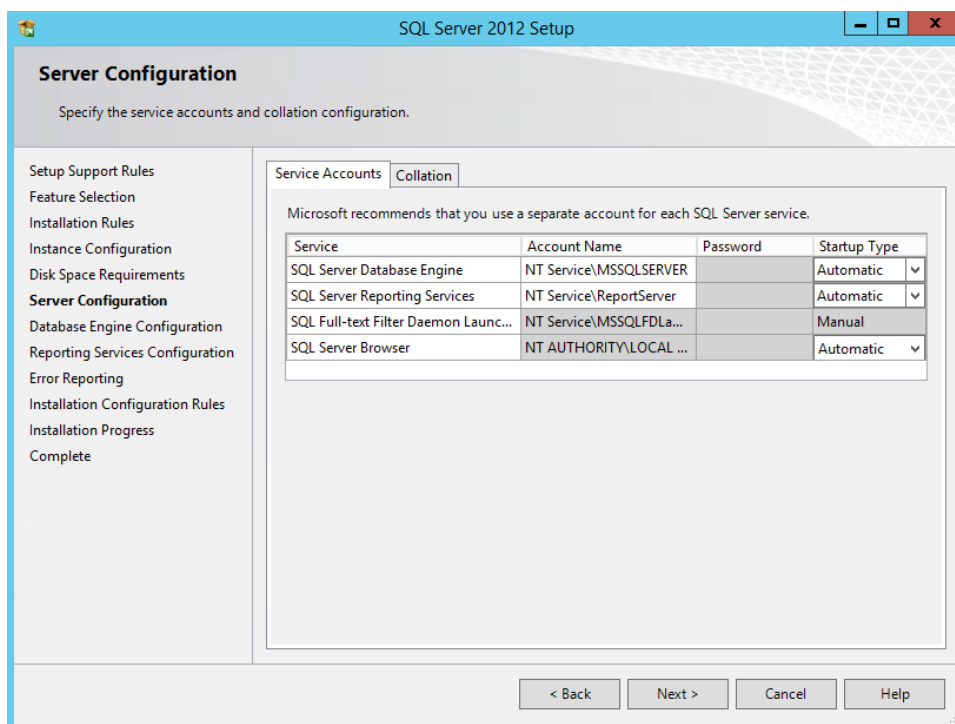 SQL Server 2012 Setup
Server Configuration
Specify the service accounts and collation configuration.
Setup Support Rules
Feature Selection
Installation Rules
Instance Configuration
Disk Space Requirements
Server Configuration
Database Engine Configuration
Reporting Services Configuration
Error Reporting
Installation Configuration Rules
Installation Progress
Complete
Service Accounts Collation
Microsoft recommends that you use a separate account for each SQL Server service.
Service Account Name Password Startup Type
SQL Server Database Engine NT Service\MSSQLSERVER Automatic
SQL Server Reporting Services NT Service\ReportServer Automatic
SQL Full-text Filter Daemon Launc... NT Service\MSSQLFDLa... Manual
SQL Server Browser NT AUTHORITY\LOCAL ... Automatic
< Back Next > Cancel Help